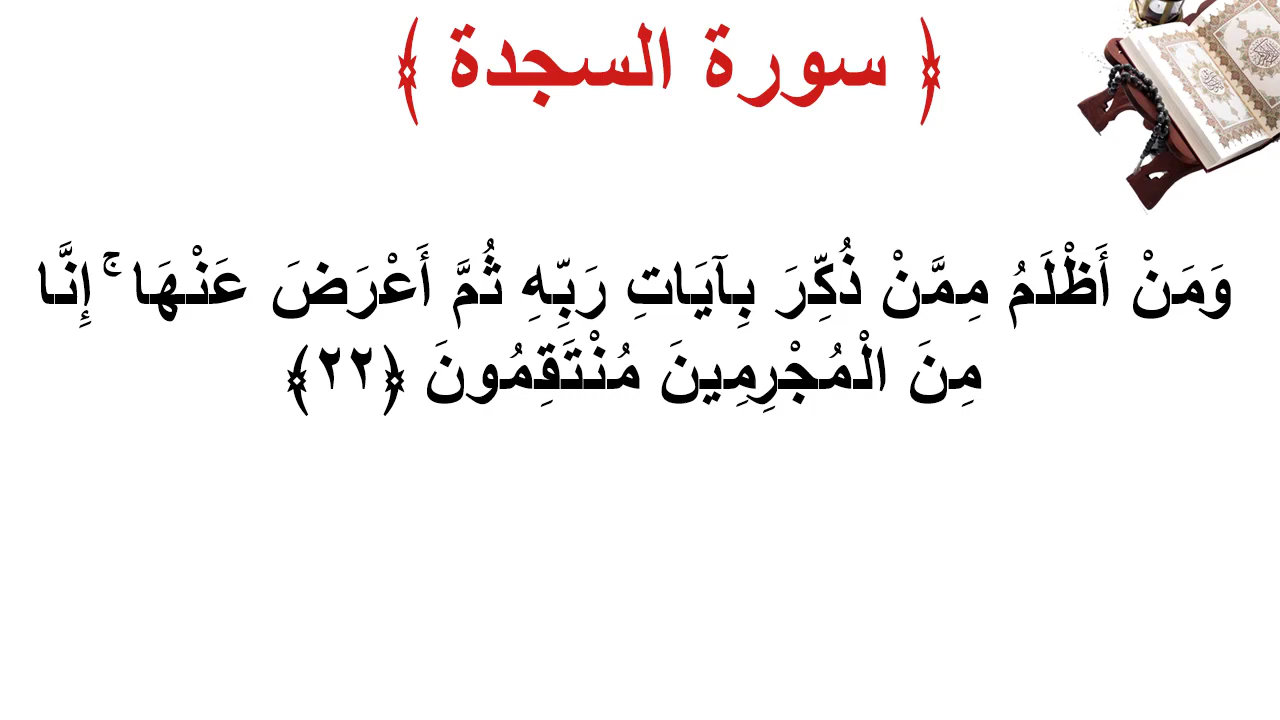 ﴿ سورة السجدة ﴾
وَمَنْ أَظْلَمُ مِمَّنْ ذُكِّرَ بِآيَاتِ رَبِّهِ ثُمَّ أَعْرَضَ عَنْهَا ۚ إِنَّا
مِنَ الْمُجْرِمِينَ مُنْتَقِمُونَ ﴿٢٢﴾